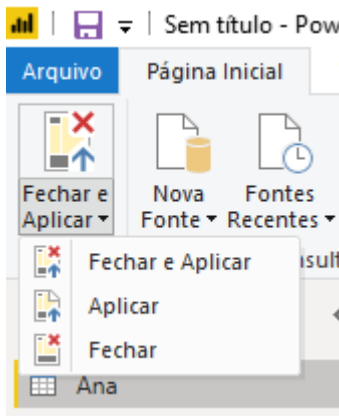 Sem título - Pow
Arquivo Página Inicial
Fechar e Nova Fontes
Aplicar Fonte Recentes
Fechar e Aplicar
Aplicar
Fechar
Ana